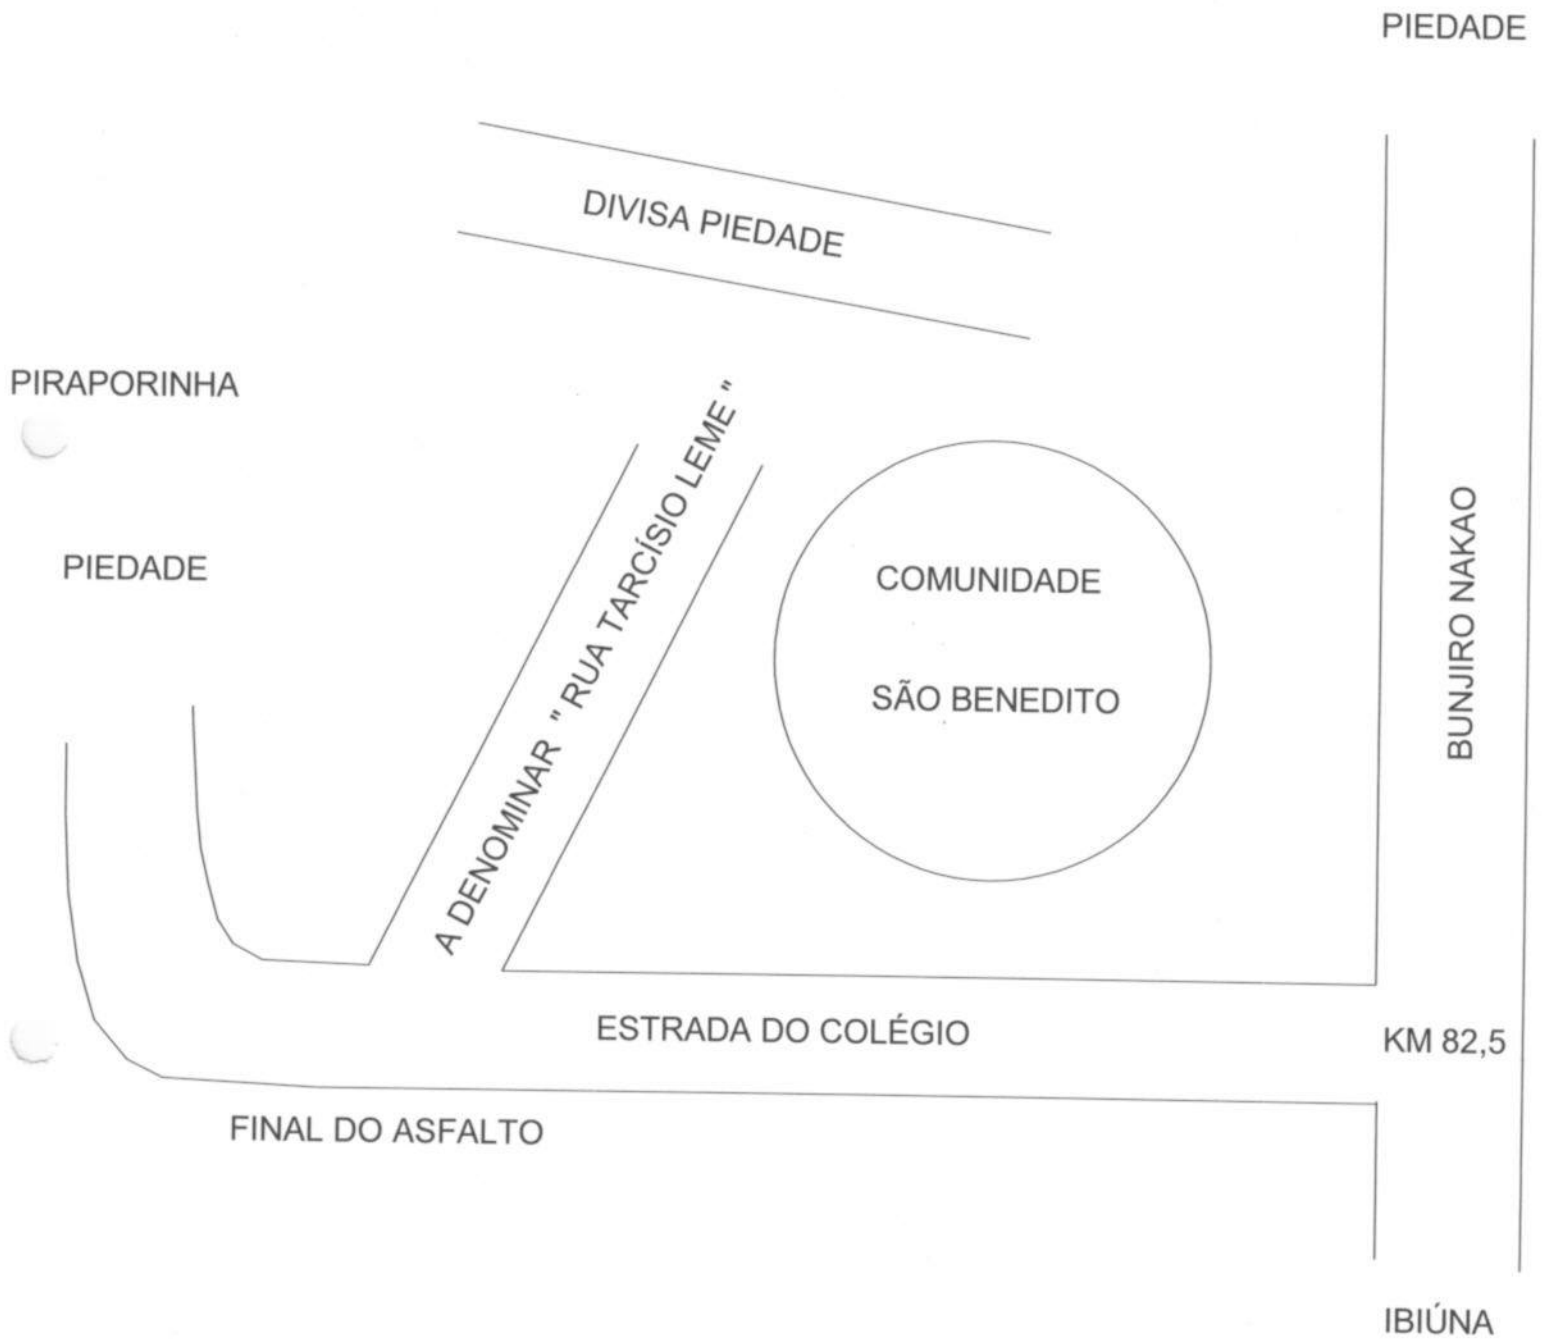 PIEDADE
DIVISA PIEDADE
PIRAPORINHA
PIEDADE
A DENOMINAR " RUA TARCÍSIO LEME "
COMUNIDADE
SÃO BENEDITO
BUNJIRO NAKAO
ESTRADA DO COLÉGIO
KM 82,5
FINAL DO ASFALTO
IBIÚNA